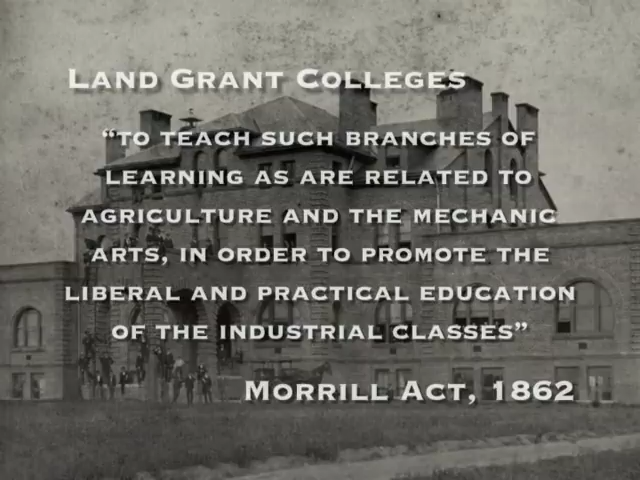 Land Grant Colleges
“to teach such branches of
learning as are related to
agriculture and the mechanic
arts, in order to promote the
liberal and practical education
of the industrial classes”
Morrill Act, 1862